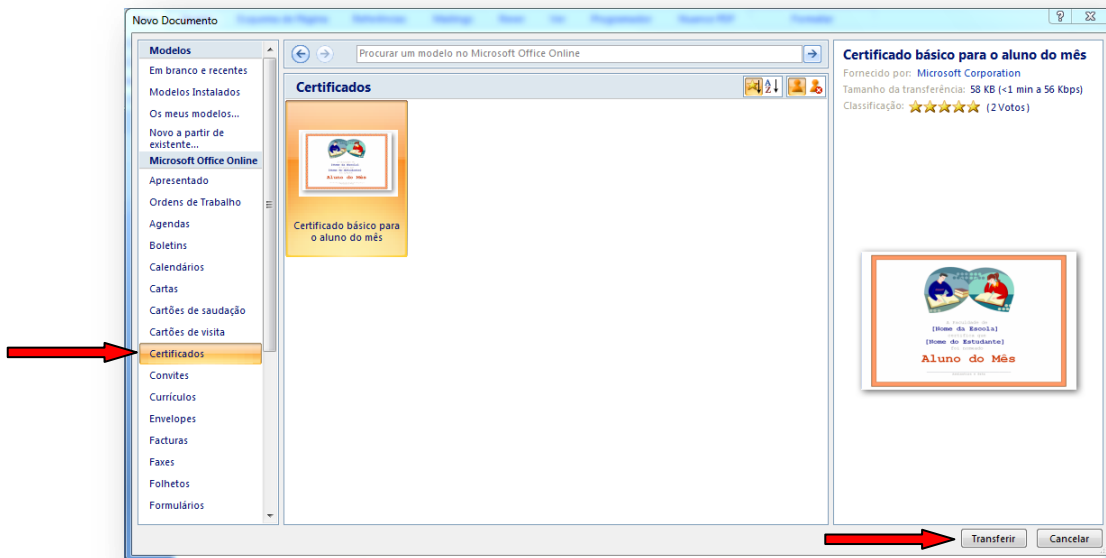 Novo Documento
Modelos
Em branco e recentes
Modelos Instalados
Os meus modelos...
Novo a partir de
existente...
Microsoft Office Online
Apresentado
Ordens de Trabalho
Agendas
Boletins
Calendários
Cartas
Cartões de saudação
Cartões de visita
Certificados
Convites
Currículos
Envelopes
Facturas
Faxes
Folhetos
Formulários
Procurar um modelo no Microsoft Office Online
Certificados
Aluno do Mês
Certificado básico para
o aluno do mês
Certificado básico para o aluno do mês
Fornecido por: Microsoft Corporation
Tamanho da transferência: 58 KB (<1 min a 56 Kbps)
Classificação: (2 Votos)
[Nome da Escola]
[Nome do Estudante]
Aluno do Mês
Transferir
Cancelar